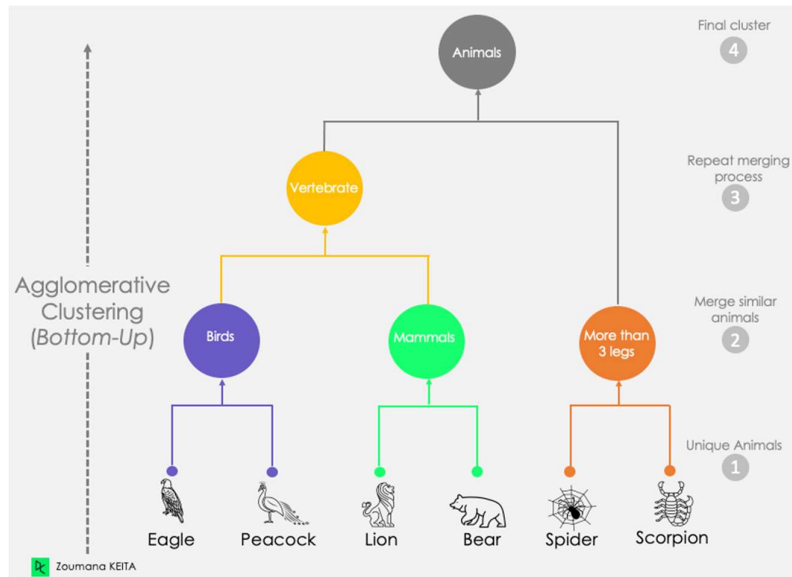 Animals
Final cluster
4
Vertebrate
Repeat merging
process
3
Agglomerative
Clustering
(Bottom-Up)
Birds
Mammals
More than
3 legs
Merge similar
animals
2
Unique Animals
1
Eagle
Peacock
Lion
Bear
Spider
Scorpion
DC Zoumana KEITA